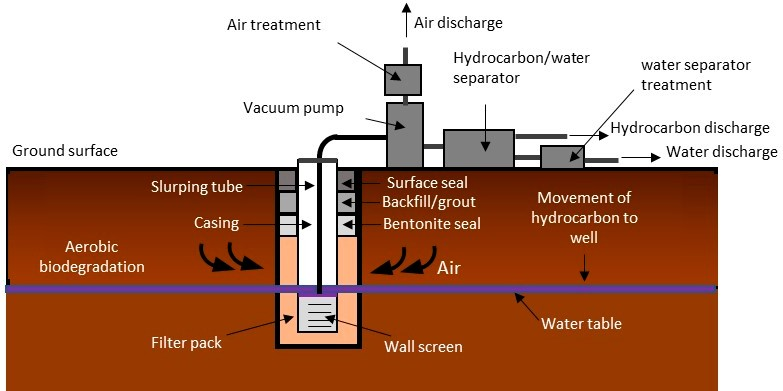 Air discharge
Air treatment
Hydrocarbon/water
separator
water separator
treatment
Vacuum pump
Hydrocarbon discharge
Water discharge
Ground surface
Slurping tube
Surface seal
Backfill/grout
Casing
Bentonite seal
Movement of
hydrocarbon to
well
Aerobic
biodegradation
Air
Water table
Filter pack
Wall screen